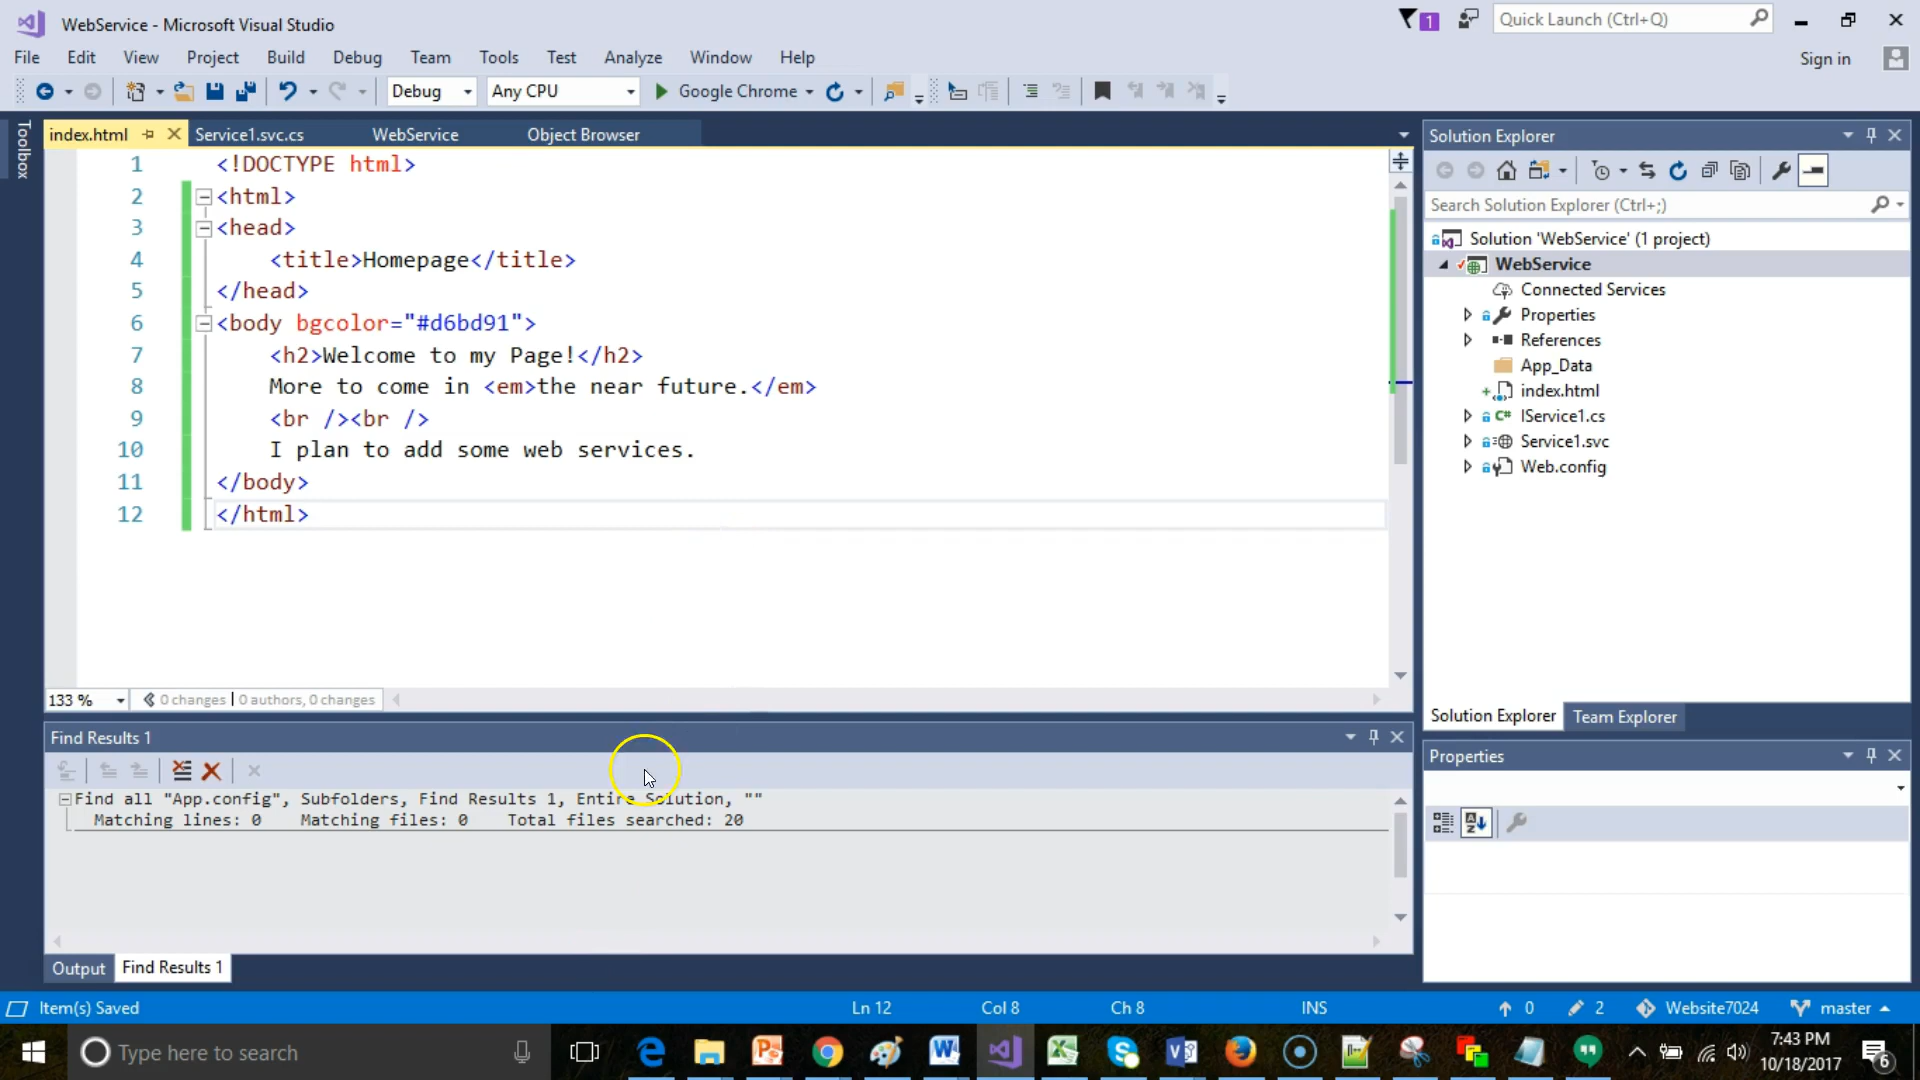 WebService - Microsoft Visual Studio
1
Quick Launch (Ctrl+Q)
File Edit View Project Build Debug Team Tools Test Analyze Window Help
Sign in
Debug Any CPU Google Chrome
Toolbox
index.html Service1.svc.cs WebService Object Browser
1 <!DOCTYPE html>
2 <html>
3 <head>
4 <title>Homepage</title>
5 </head>
6 <body bgcolor="#d6bd91">
7 <h2>Welcome to my Page!</h2>
8 More to come in <em>the near future.</em>
9 <br /><br />
10 I plan to add some web services.
11 </body>
12 </html>
133 % 0 changes | 0 authors, 0 changes
Find Results 1
Find all "App.config", Subfolders, Find Results 1, Entire Solution, ""
Matching lines: 0 Matching files: 0 Total files searched: 20
Output Find Results 1
Solution Explorer
Search Solution Explorer (Ctrl+;)
Solution 'WebService' (1 project)
WebService
Connected Services
Properties
References
App_Data
index.html
C# IService1.cs
Service1.svc
Web.config
Solution Explorer Team Explorer
Properties
Item(s) Saved Ln 12 Col 8 Ch 8 INS 0 2 Website7024 master
Type here to search
7:43 PM
10/18/2017
6